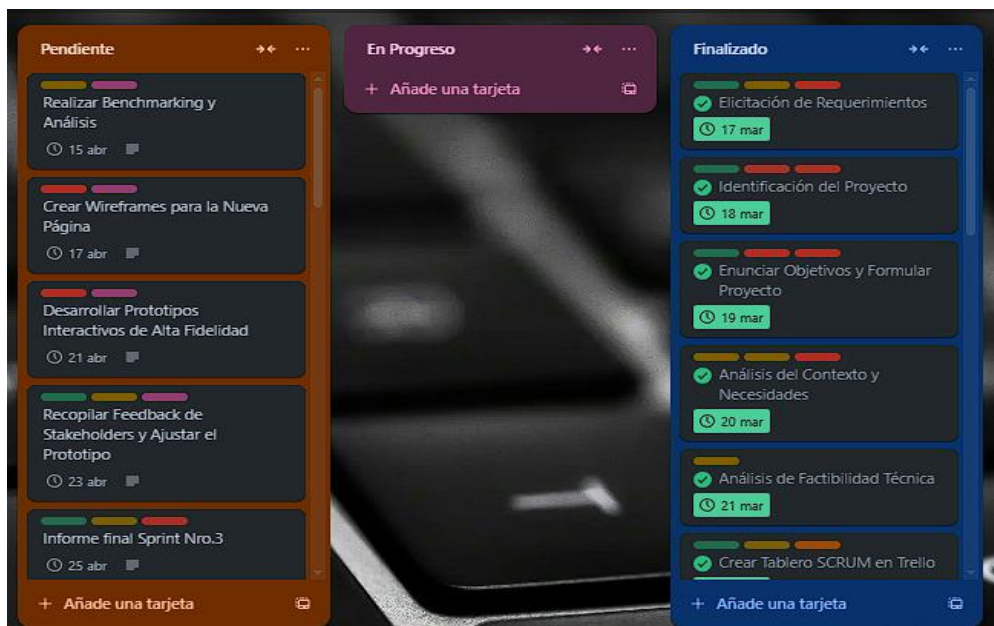 Pendiente
Realizar Benchmarking y
Análisis
15 abr
Crear Wireframes para la Nueva
Página
17 abr
Desarrollar Prototipos
Interactivos de Alta Fidelidad
21 abr
Recopilar Feedback de
Stakeholders y Ajustar el
Prototipo
23 abr
Informe final Sprint Nro.3
25 abr
+ Añade una tarjeta
En Progreso
+ Añade una tarjeta
Finalizado
Elicitación de Requerimientos
17 mar
Identificación del Proyecto
18 mar
Enunciar Objetivos y Formular
Proyecto
19 mar
Análisis del Contexto y
Necesidades
20 mar
Análisis de Factibilidad Técnica
21 mar
Crear Tablero SCRUM en Trello
+ Añade una tarjeta